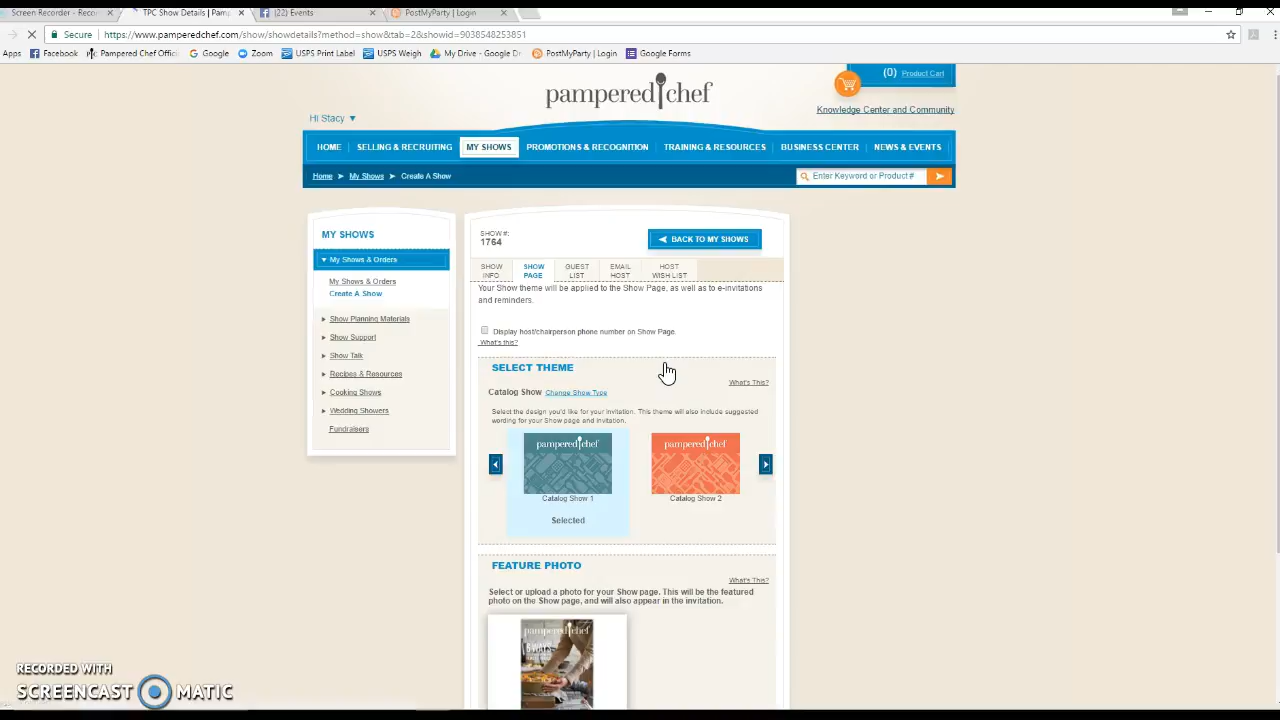 Screen Recorder - Recor
TPC Show Details | Pam
(22) Events
PostMyParty | Login
Secure
https://www.pamperedchef.com/show/showdetails?method=show&tab=2&showid=9038548253851
Apps
Facebook
Pampered Chef Offic
Google
Zoom
USPS Print Label
USPS Weigh
My Drive - Google Dr
PostMyParty | Login
Google Forms
(0) Product Cart
pampered chef
Knowledge Center and Community
Hi Stacy
HOME
SELLING & RECRUITING
MY SHOWS
PROMOTIONS & RECOGNITION
TRAINING & RESOURCES
BUSINESS CENTER
NEWS & EVENTS
Home
My Shows
Create A Show
Enter Keyword or Product #
MY SHOWS
My Shows & Orders
My Shows & Orders
Create A Show
Show Planning Materials
Show Support
Show Talk
Recipes & Resources
Cooking Shows
Wedding Showers
Fundraisers
SHOW #:
1764
BACK TO MY SHOWS
SHOW INFO
SHOW PAGE
GUEST LIST
EMAIL HOST
HOST WISH LIST
Your Show theme will be applied to the Show Page, as well as to e-invitations
and reminders.
Display host/chairperson phone number on Show Page.
What's this?
SELECT THEME
What's This?
Catalog Show Change Show Type
Select the design you'd like for your invitation. This theme will also include suggested
wording for your Show page and invitation.
pampered chef
pampered chef
Catalog Show 1
Catalog Show 2
Selected
FEATURE PHOTO
What's This?
Select or upload a photo for your Show page. This will be the featured
photo on the Show page, and will also appear in the invitation.
pampered chef
RECORDED WITH
SCREENCAST MATIC